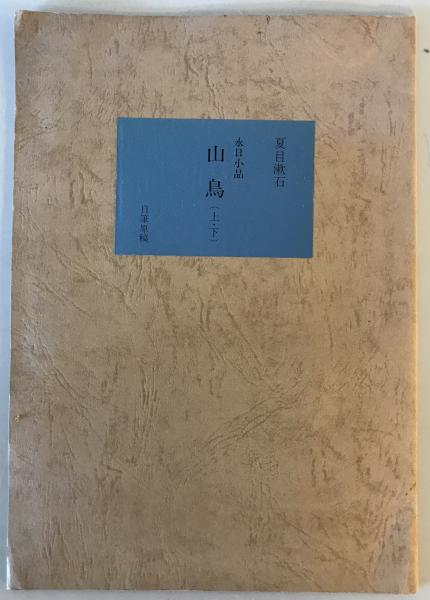 夏目漱石
永日小品
山鳥(上・下)
自筆原稿